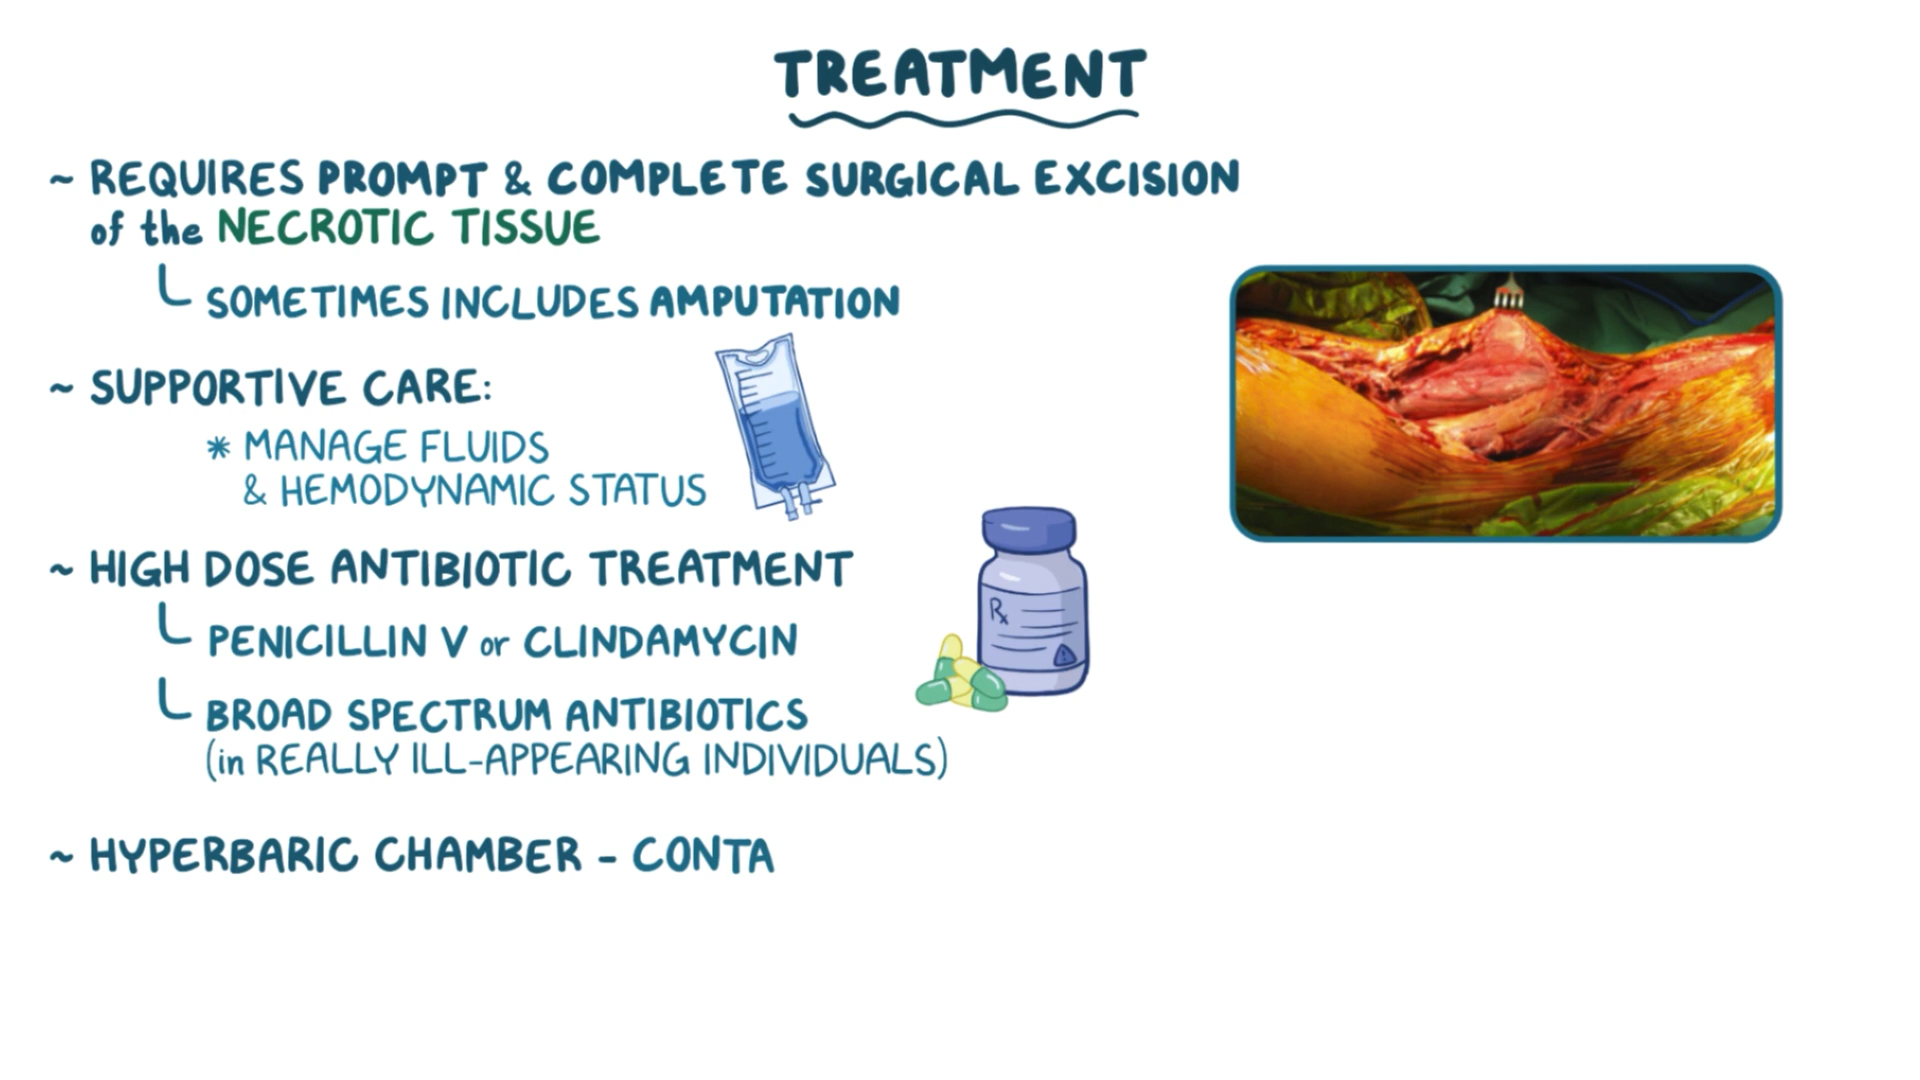 TREATMENT
~ REQUIRES PROMPT & COMPLETE SURGICAL EXCISION
of the NECROTIC TISSUE
SOMETIMES INCLUDES AMPUTATION
~ SUPPORTIVE CARE:
* MANAGE FLUIDS
& HEMODYNAMIC STATUS
~ HIGH DOSE ANTIBIOTIC TREATMENT
PENICILLIN V or CLINDAMYCIN
BROAD SPECTRUM ANTIBIOTICS
(in REALLY ILL-APPEARING INDIVIDUALS)
Rx
~ HYPERBARIC CHAMBER - CONTA